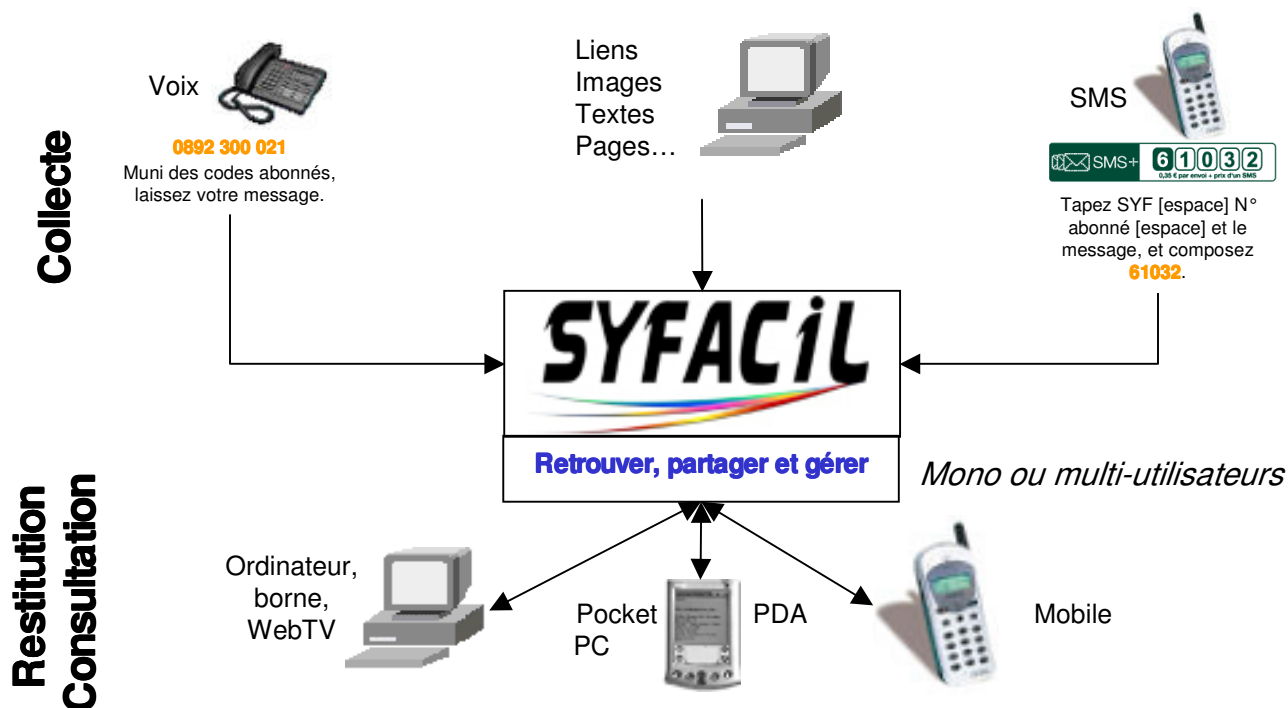 Collecte
Voix
0892 300 021
Muni des codes abonnés,
laissez votre message.
Liens
Images
Textes
Pages…
SMS
SMS+ 61032
0,35 € par envoi + prix d'un SMS
Tapez SYF [espace] N°
abonné [espace] et le
message, et composez
61032.
SYFACiL
Retrouver, partager et gérer
Mono ou multi-utilisateurs
Restitution
Consultation
Ordinateur,
borne,
WebTV
Pocket
PC
PDA
Mobile